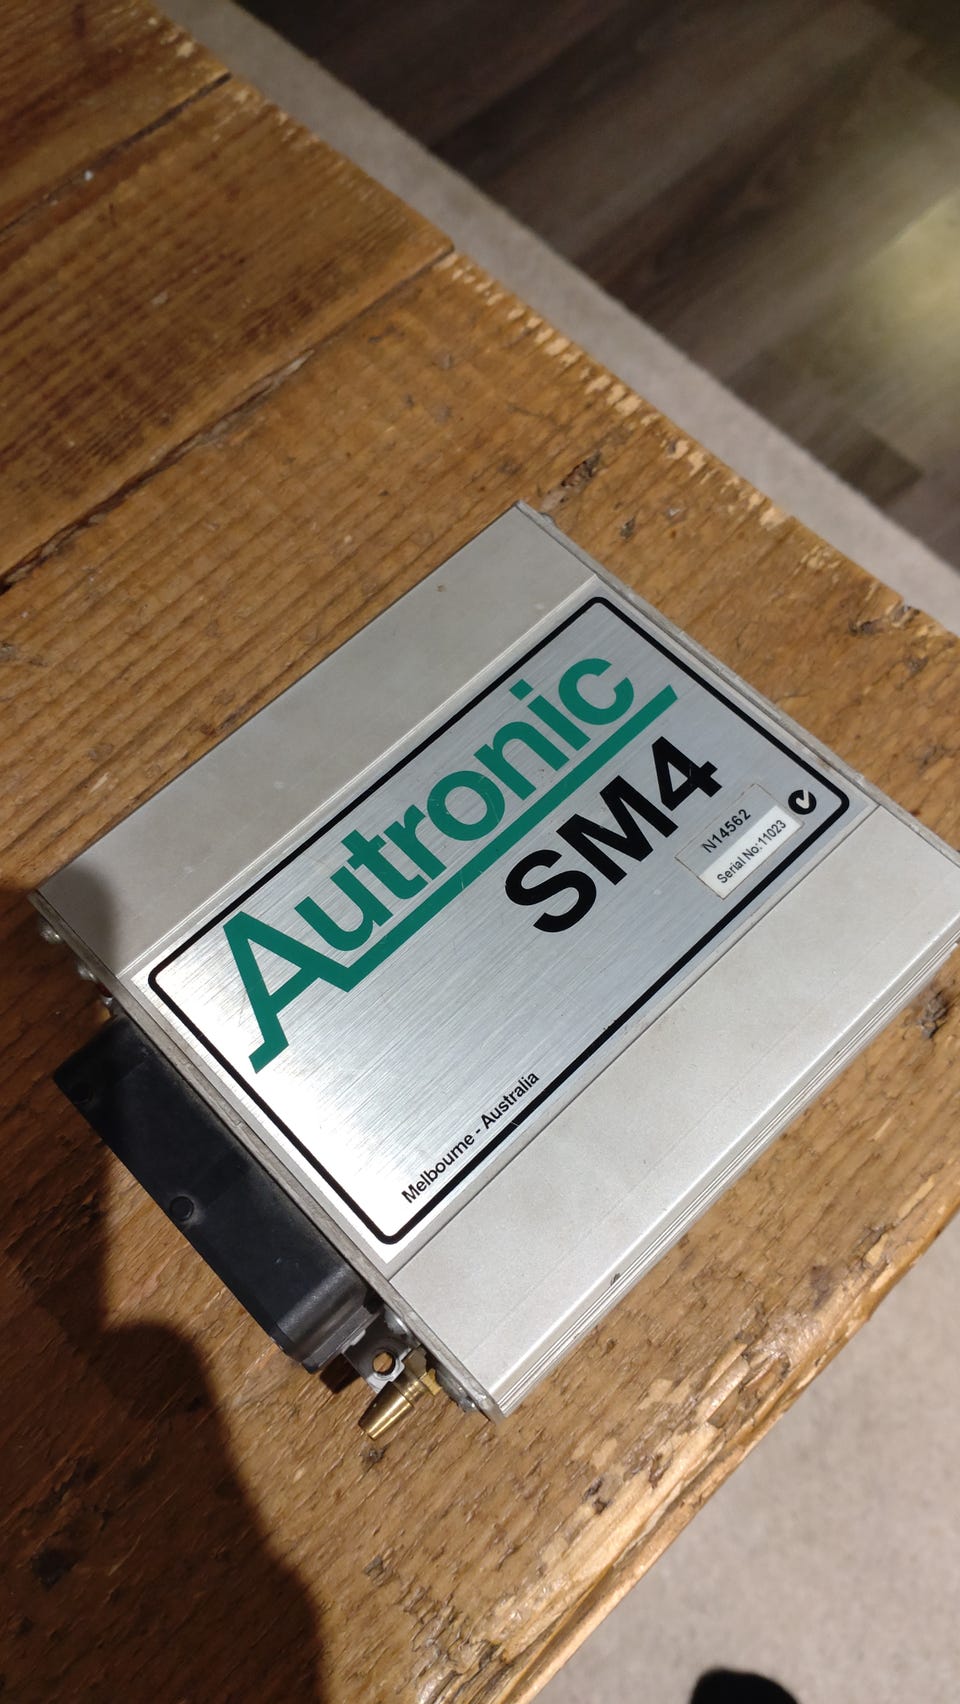 Autronic
SM4
N14562
Serial No:11023
Melbourne - Australia